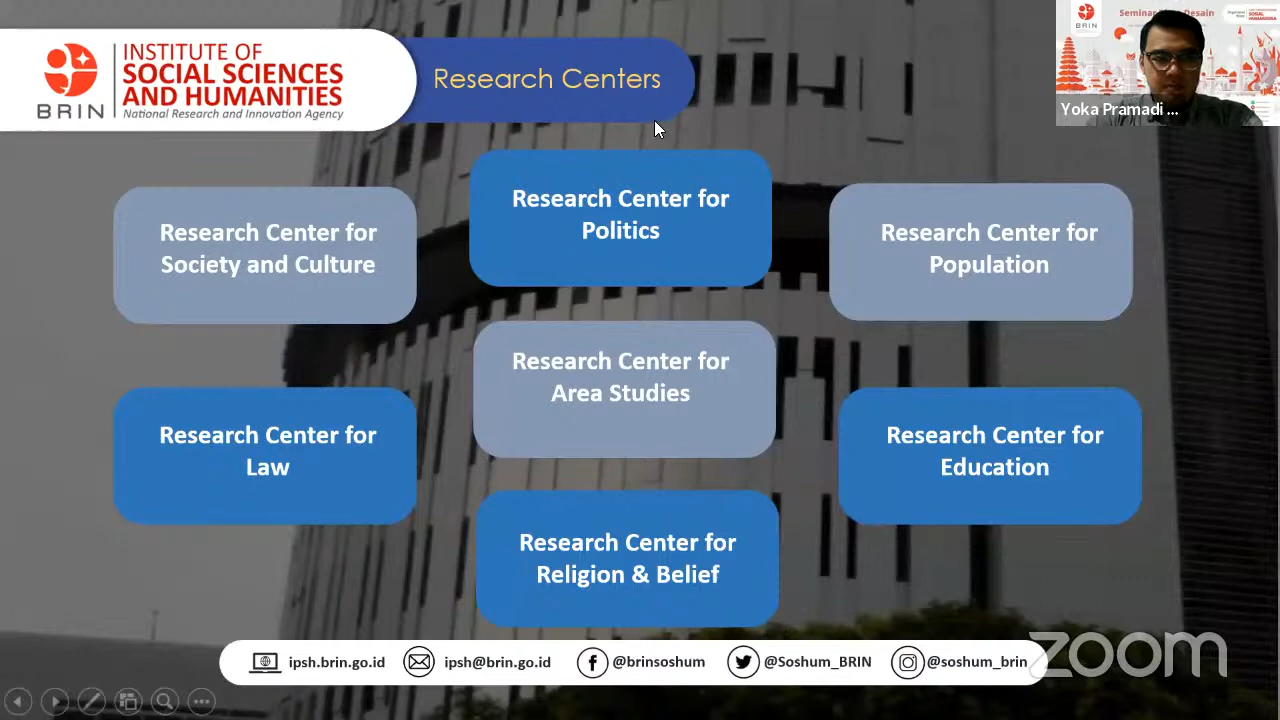 INSTITUTE OF
SOCIAL SCIENCES
AND HUMANITIES
National Research and Innovation Agency
BRIN
Research Centers
BRIN
Seminar
Desain
Yoka Pramadi ...
Research Center for
Politics
Research Center for
Society and Culture
Research Center for
Population
Research Center for
Area Studies
Research Center for
Law
Research Center for
Education
Research Center for
Religion & Belief
ipsh.brin.go.id
ipsh@brin.go.id
@brinsoshum
@Soshum_BRIN
@soshum_brin
zoom